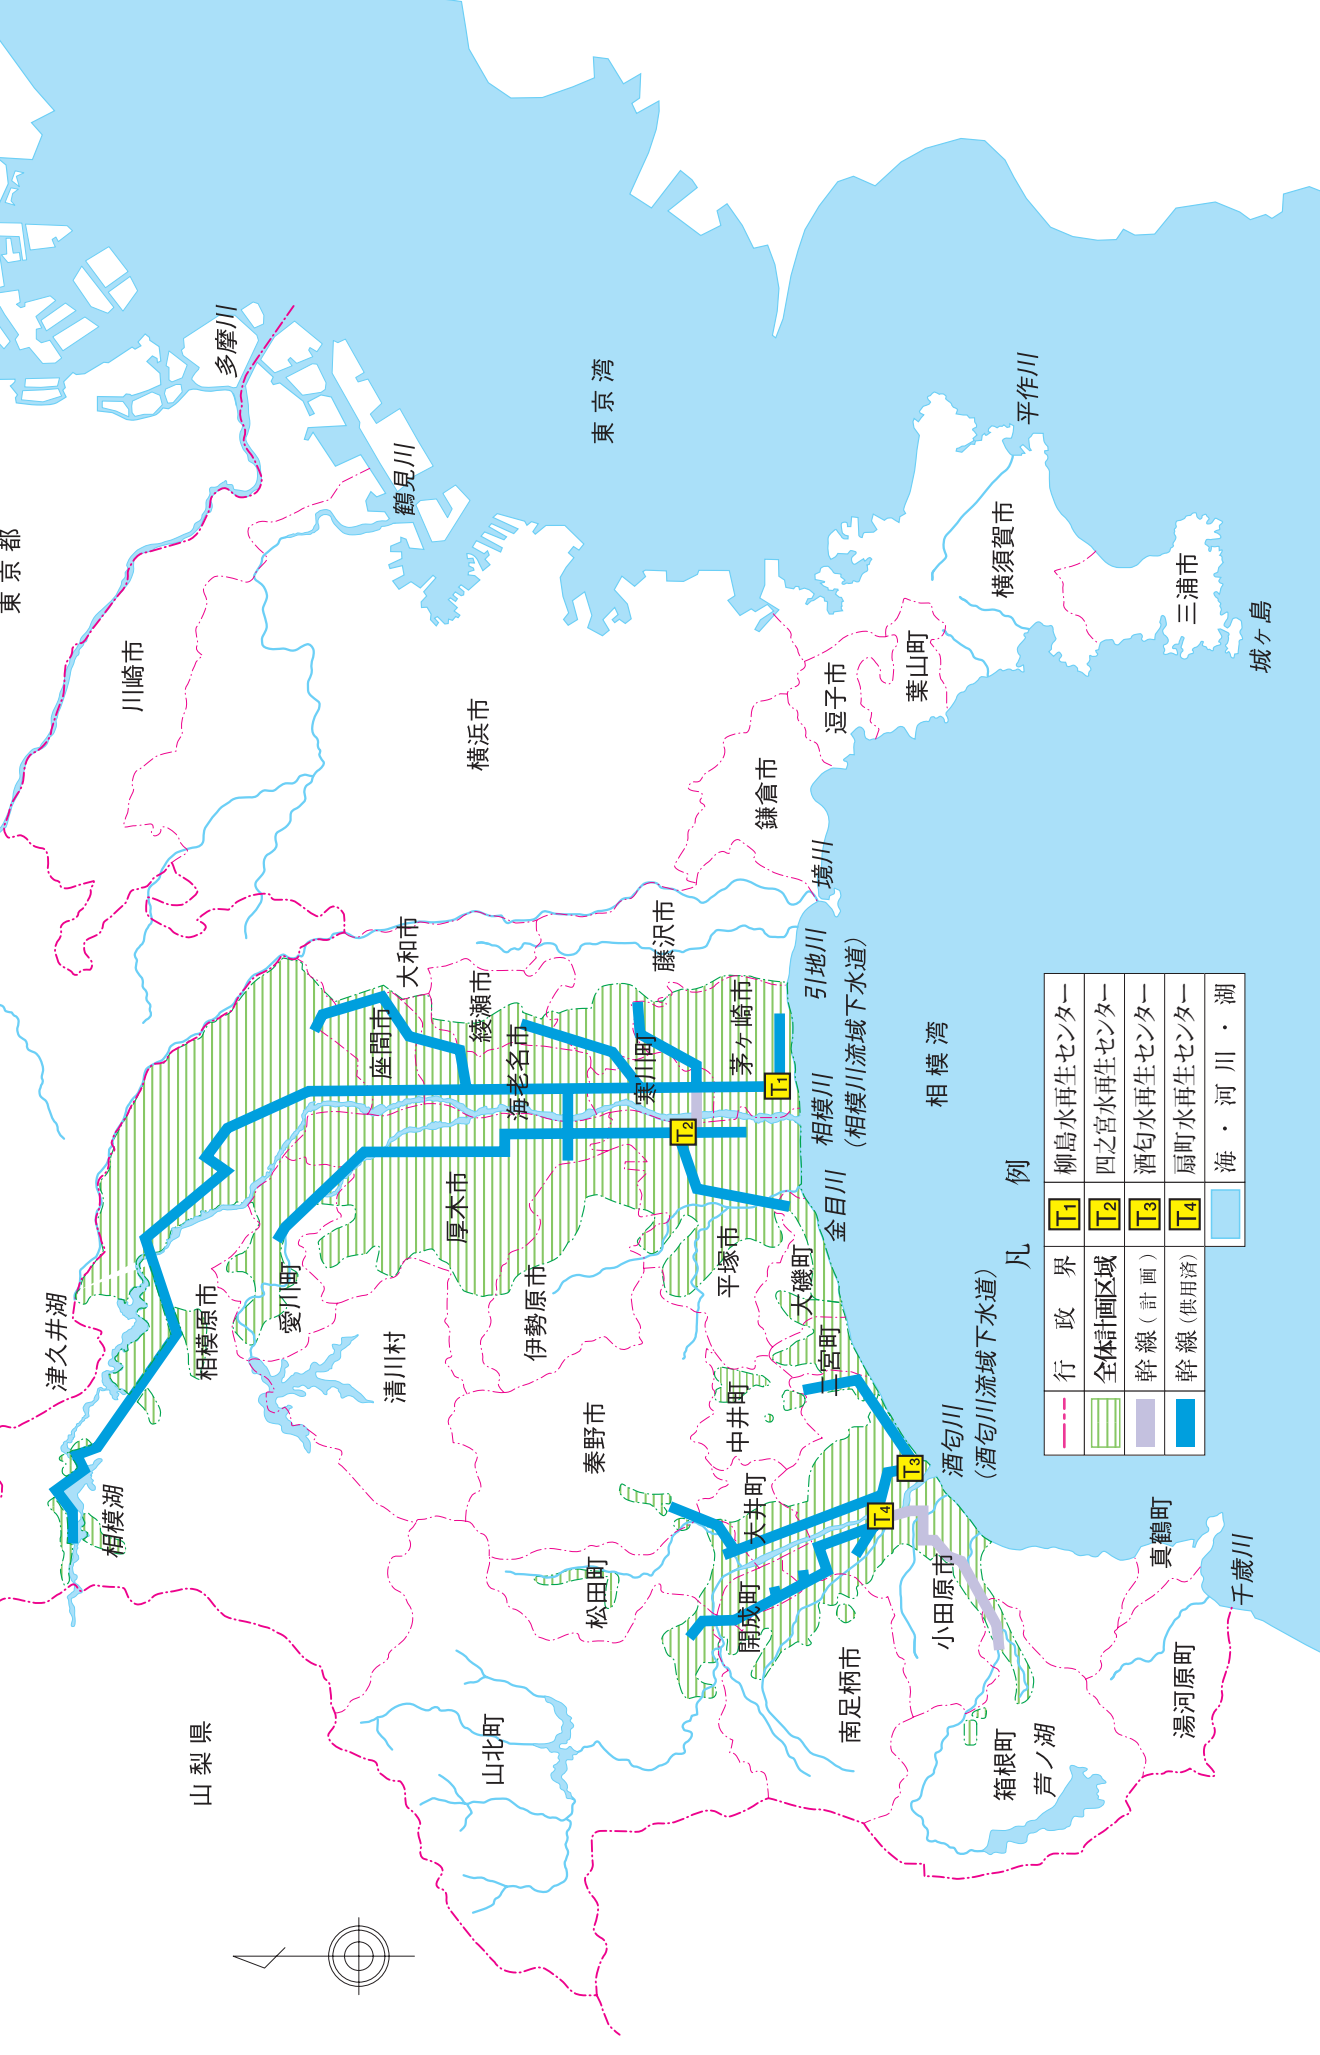 東京都
多摩川
川崎市
鶴見川
東京湾
横浜市
平作川
横須賀市
三浦市
城ヶ島
葉山町
逗子市
鎌倉市
境川
大和市
藤沢市
引地川
綾瀬市
座間市
海老名市
寒川町
茅ヶ崎市
T1
T2
相模川
(相模川流域下水道)
相模湾
津久井湖
相模原市
愛川町
厚木市
清川村
伊勢原市
平塚市
金目川
大磯町
二宮町
相模湖
秦野市
中井町
大井町
T3
T4
酒匂川
(酒匂川流域下水道)
松田町
開成町
小田原市
真鶴町
千歳川
山梨県
山北町
南足柄市
箱根町
芦ノ湖
湯河原町
凡例
行政界
全体計画区域
幹線(計画)
幹線(供用済)
T1 柳島水再生センター
T2 四之宮水再生センター
T3 酒匂水再生センター
T4 扇町水再生センター
海・河川・湖